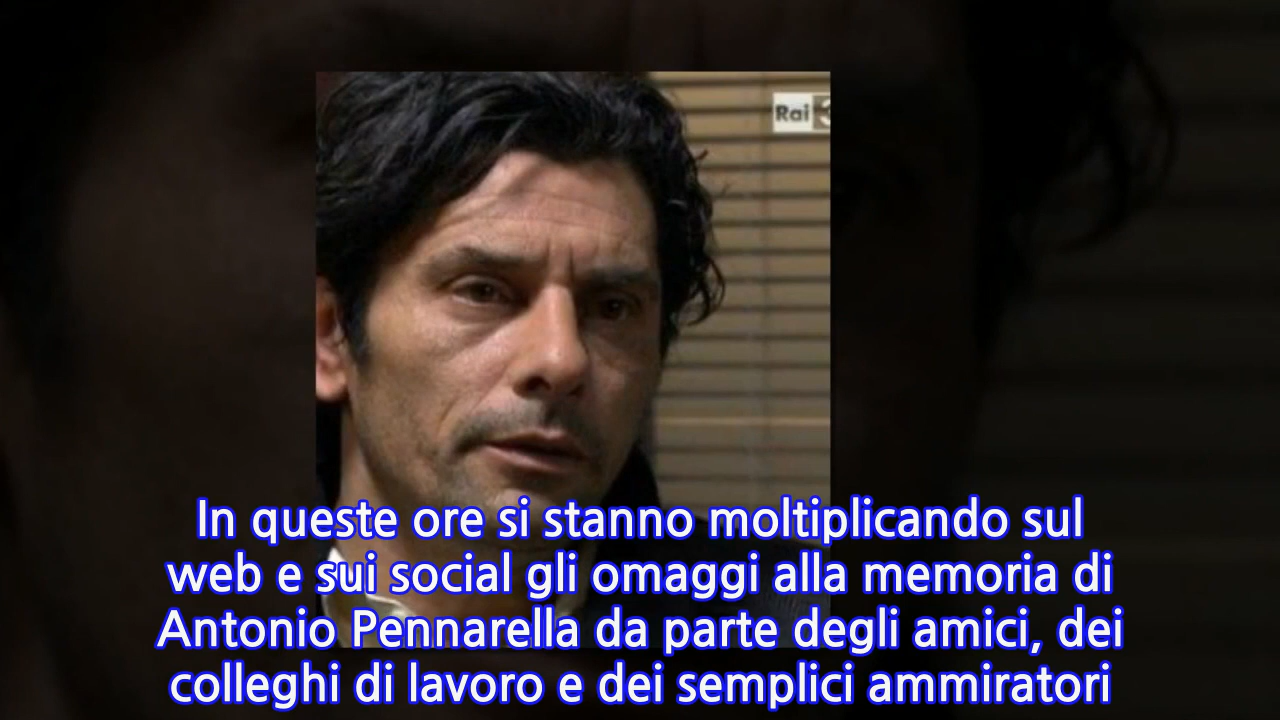 Rai 3
In queste ore si stanno moltiplicando sul
web e sui social gli omaggi alla memoria di
Antonio Pennarella da parte degli amici, dei
colleghi di lavoro e dei semplici ammiratori